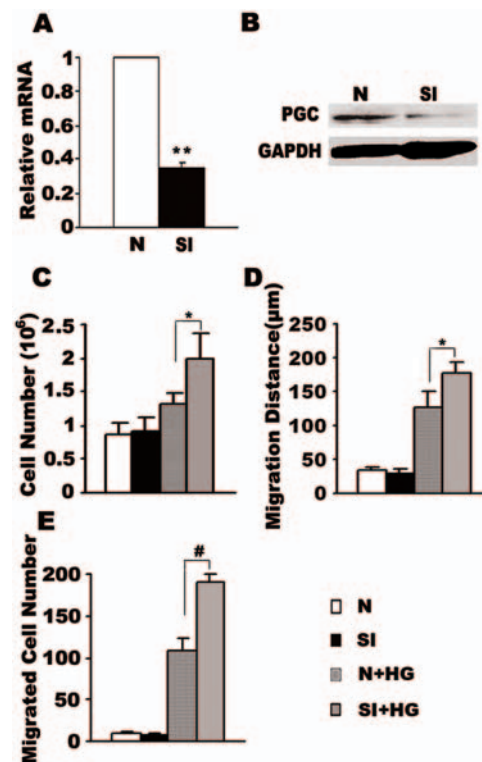 A
Relative mRNA
1
0.8
0.6
0.4
0.2
0
**
N SI
B
N SI
PGC
GAPDH
C
Cell Number (10⁶)
2.5
2
1.5
1
0.5
0
*
D
Migration Distance(μm)
250
200
150
100
50
0
*
E
Migrated Cell Number
200
150
100
50
0
#
N
SI
N+HG
SI+HG